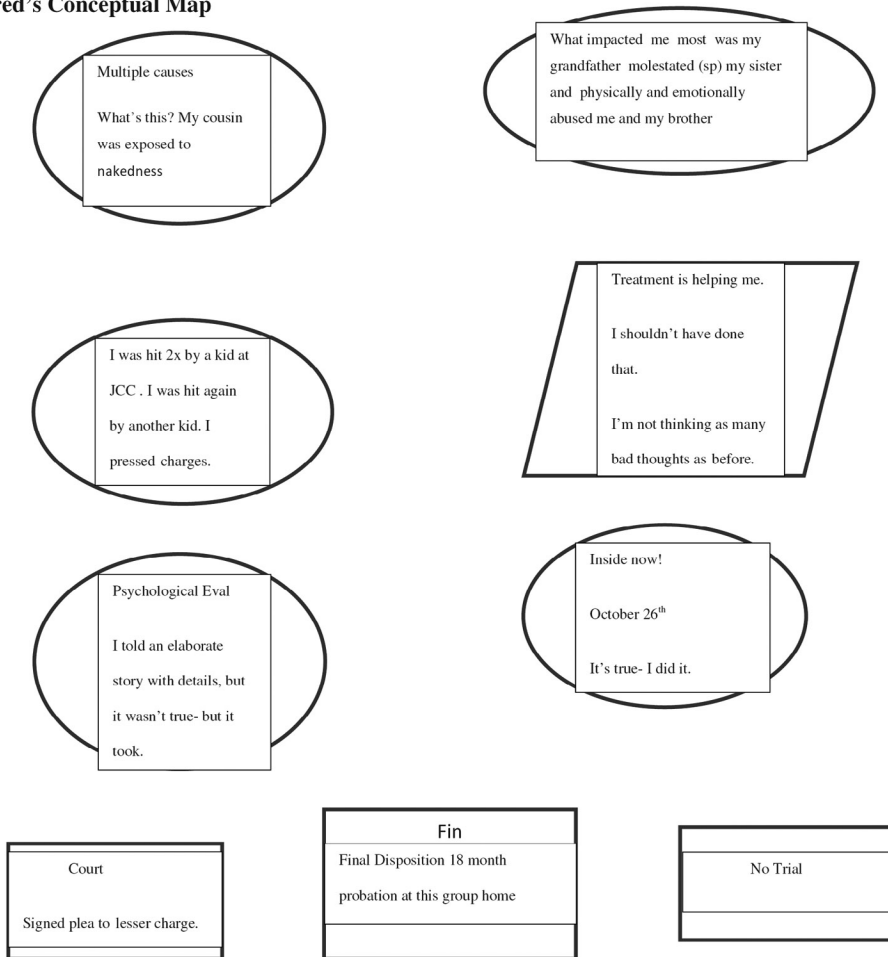 red's Conceptual Map
Multiple causes
What's this? My cousin
was exposed to
nakedness
What impacted me most was my
grandfather molestated (sp) my sister
and physically and emotionally
abused me and my brother
I was hit 2x by a kid at
JCC . I was hit again
by another kid. I
pressed charges.
Treatment is helping me.
I shouldn't have done
that.
I'm not thinking as many
bad thoughts as before.
Psychological Eval
I told an elaborate
story with details, but
it wasn't true- but it
took.
Inside now!
October 26th
It's true- I did it.
Court
Signed plea to lesser charge.
Fin
Final Disposition 18 month
probation at this group home
No Trial